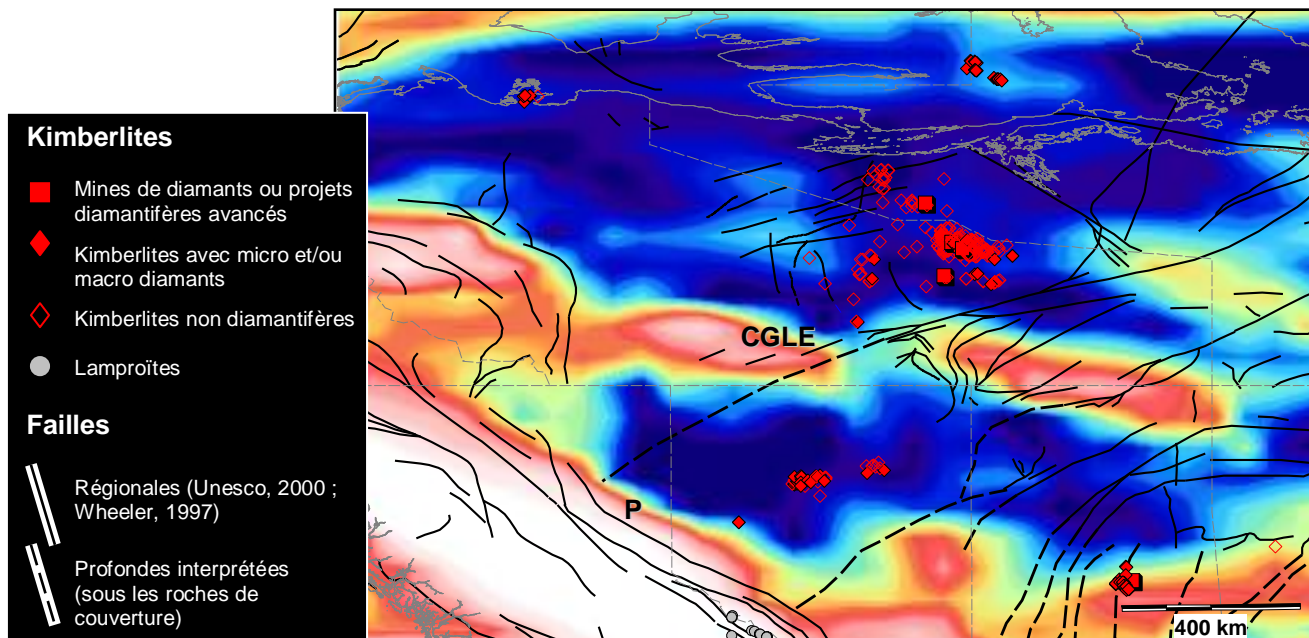 Kimberlites
Mines de diamants ou projets
diamantifères avancés
Kimberlites avec micro et/ou
macro diamants
Kimberlites non diamantifères
Lamproïtes
Failles
Régionales (Unesco, 2000 ;
Wheeler, 1997)
Profondes interprétées
(sous les roches de
couverture)
CGLE
P
400 km